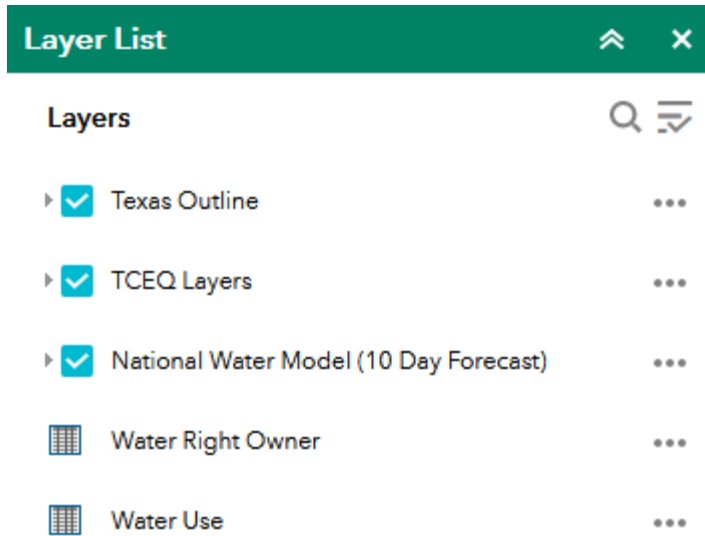 Layer List
Layers
Texas Outline
TCEQ Layers
National Water Model (10 Day Forecast)
Water Right Owner
Water Use